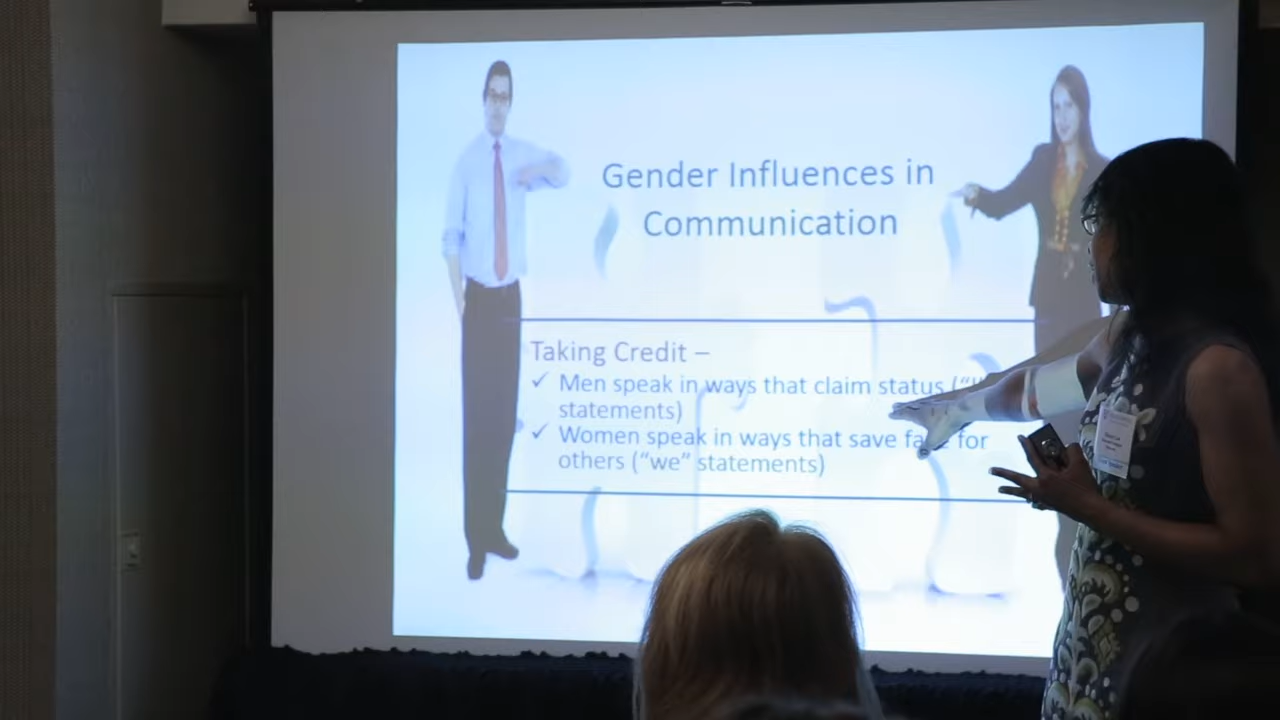 Gender Influences in
Communication
Taking Credit –
✓ Men speak in ways that claim status ("I"
statements)
✓ Women speak in ways that save for
others ("we" statements)